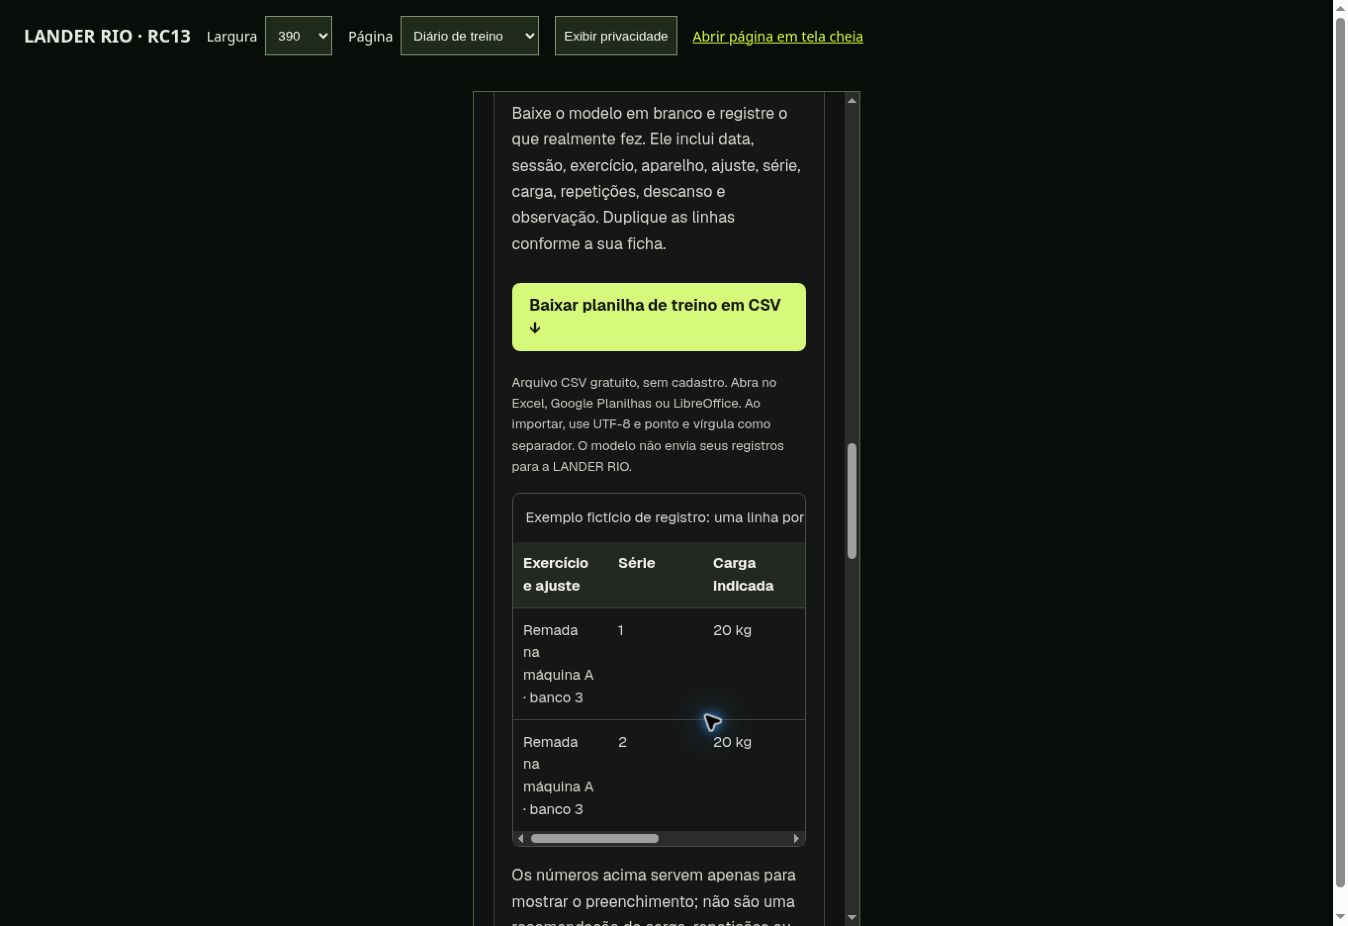 LANDER RIO · RC13 Largura 390 Página Diário de treino Exibir privacidade Abrir página em tela cheia
Baixe o modelo em branco e registre o
que realmente fez. Ele inclui data,
sessão, exercício, aparelho, ajuste, série,
carga, repetições, descanso e
observação. Duplique as linhas
conforme a sua ficha.
Baixar planilha de treino em CSV
↓
Arquivo CSV gratuito, sem cadastro. Abra no
Excel, Google Planilhas ou LibreOffice. Ao
importar, use UTF-8 e ponto e vírgula como
separador. O modelo não envia seus registros
para a LANDER RIO.
Exemplo fictício de registro: uma linha por
Exercício Série Carga
e ajuste indicada
Remada 1 20 kg
na
máquina A
· banco 3
Remada 2 20 kg
na
máquina A
· banco 3
Os números acima servem apenas para
mostrar o preenchimento; não são uma
recomendação de carga, repetições ou